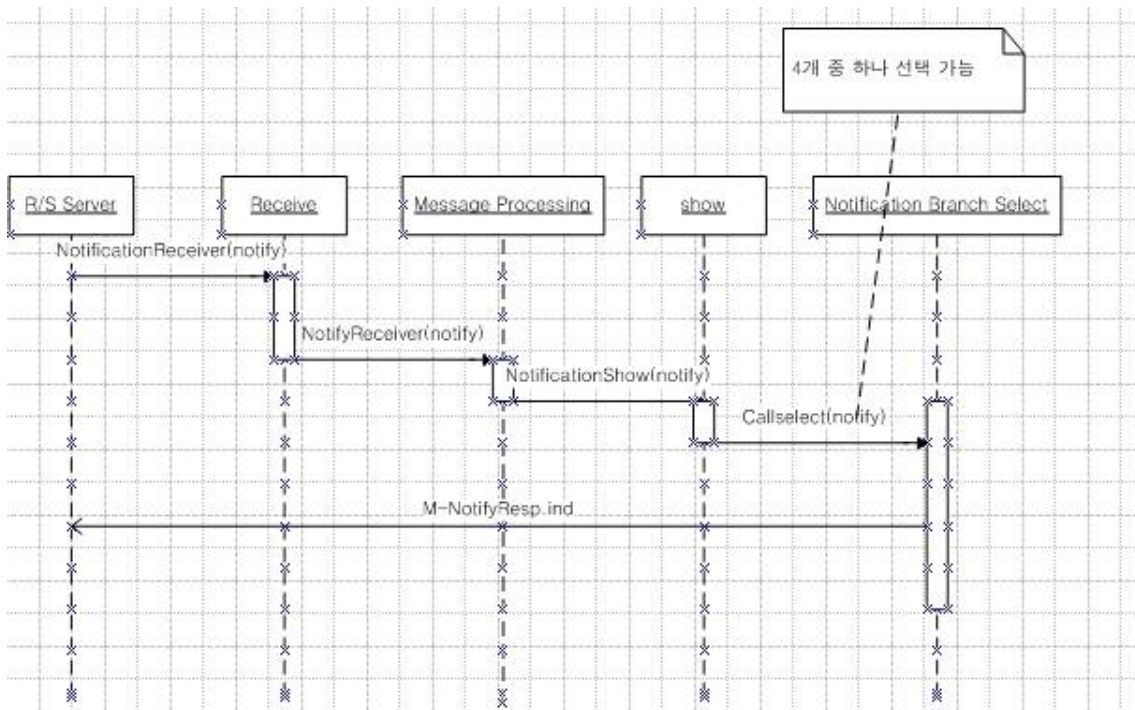 4개 중 하나 선택 가능
R/S Server
Receive
Message Processing
show
Notification Branch Select
NotificationReceiver(notify)
NotifyReceiver(notify)
NotificationShow(notify)
Callselect(notify)
M-NotifyResp.ind